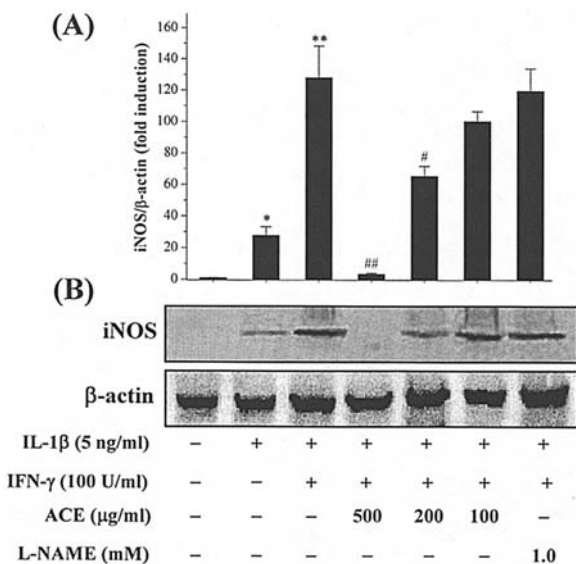 (A)
iNOS/β-actin (fold induction)
160
140
120
100
80
60
40
20
0
*
**
##
#
(B)
iNOS
β-actin
IL-1β (5 ng/ml) – + + + + + +
IFN-γ (100 U/ml) – – + + + + +
ACE (μg/ml) – – – 500 200 100 –
L-NAME (mM) – – – – – – 1.0